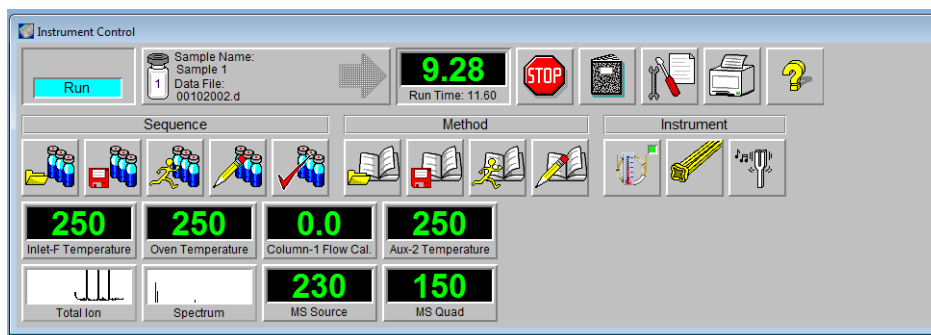 Instrument Control
Run
1
Sample Name:
Sample 1
Data File:
00102002.d
9.28
Run Time: 11.60
STOP
?
Sequence
Method
Instrument
250
Inlet-F Temperature
250
Oven Temperature
0.0
Column-1 Flow Cal.
250
Aux-2 Temperature
Total Ion
Spectrum
230
MS Source
150
MS Quad